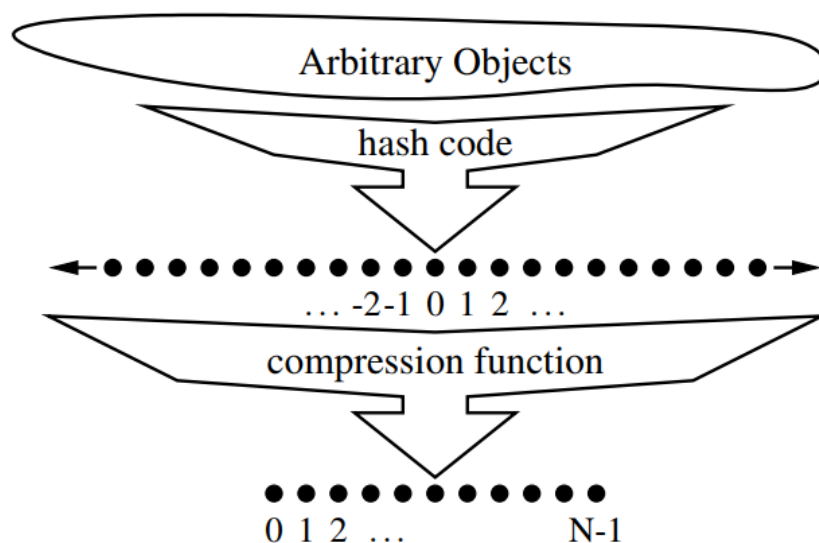 Arbitrary Objects
hash code
... -2 -1 0 1 2 ...
compression function
0 1 2 ... N-1